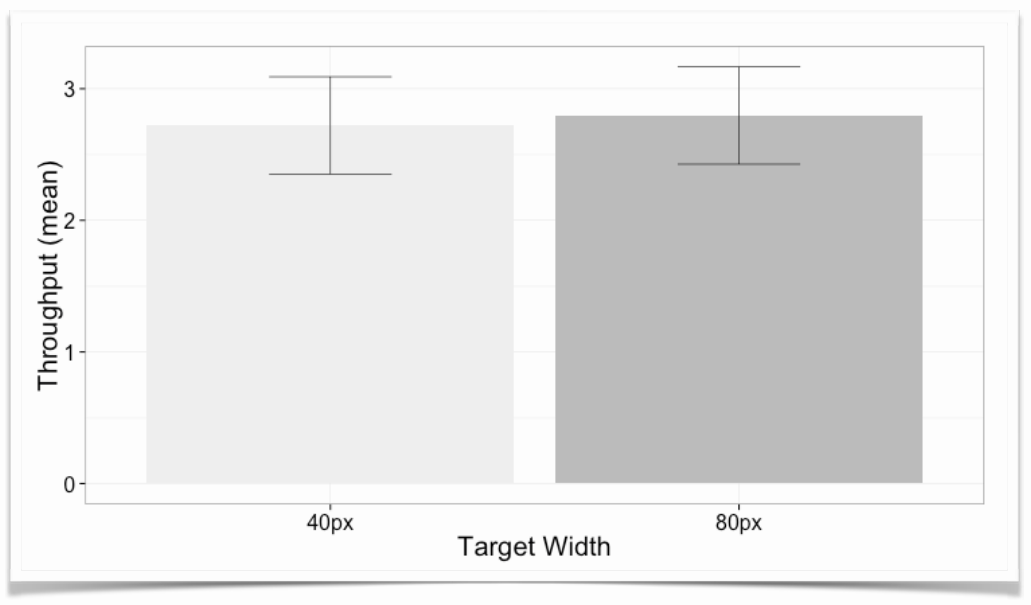 Throughput (mean)
3
2
1
0
40px
80px
Target Width